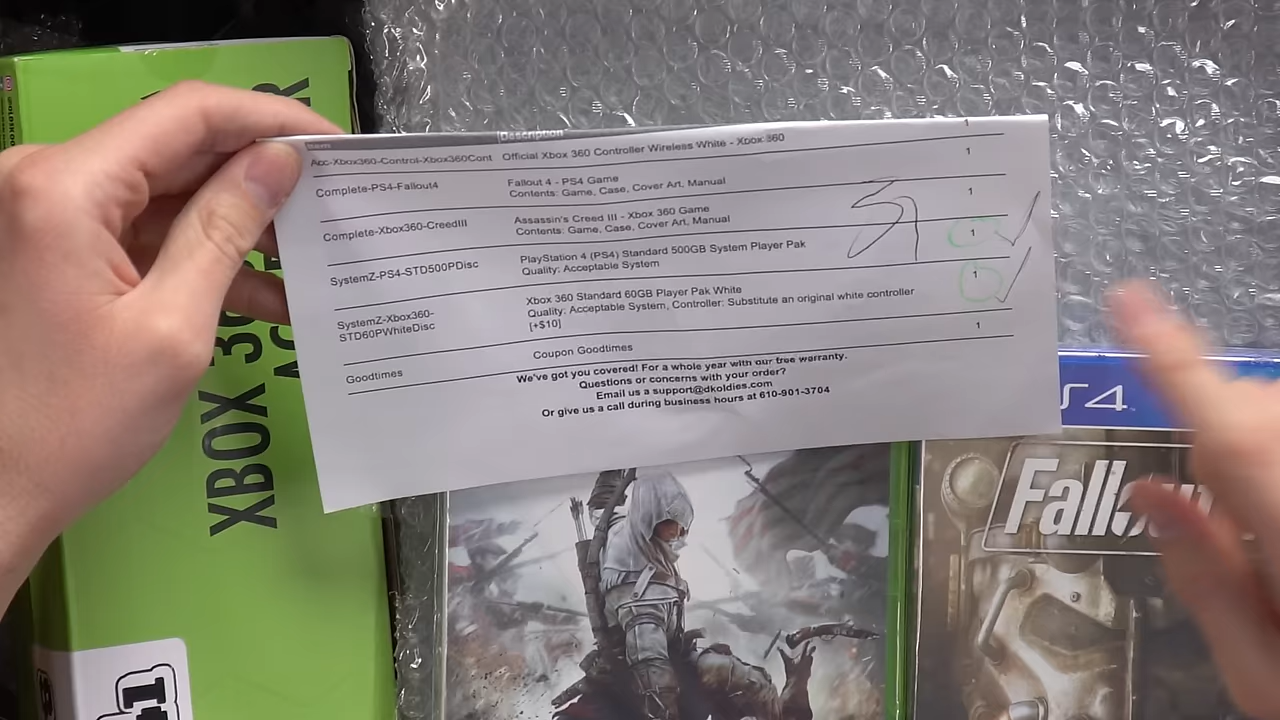 Item Description
1
Acc-Xbox360-Control-Xbox360Cont Official Xbox 360 Controller Wireless White - Xbox 360
Complete-PS4-Fallout4 Fallout 4 - PS4 Game 1
Contents: Game, Case, Cover Art, Manual
Complete-Xbox360-CreedIII Assassin's Creed III - Xbox 360 Game 1
Contents: Game, Case, Cover Art, Manual
SystemZ-PS4-STD500PDisc PlayStation 4 (PS4) Standard 500GB System Player Pak 1
Quality: Acceptable System
SystemZ-Xbox360- Xbox 360 Standard 60GB Player Pak White 1
STD60PWhiteDisc Quality: Acceptable System, Controller: Substitute an original white controller
[+$10]
Goodtimes Coupon Goodtimes 1
We've got you covered! For a whole year with our free warranty.
Questions or concerns with your order?
Email us a support@dkoldies.com
Or give us a call during business hours at 610-901-3704
XBOX 36
PS4
Fallout